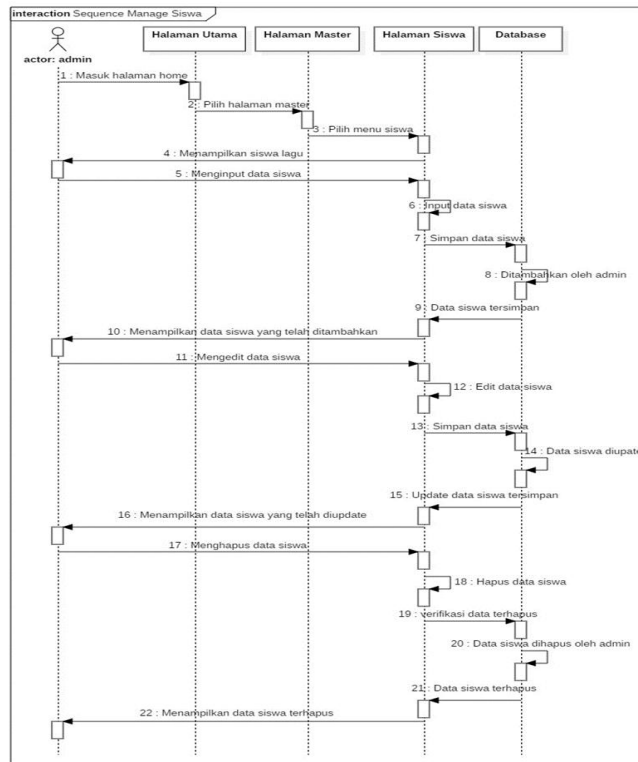 interaction Sequence Manage Siswa
Halaman Utama
Halaman Master
Halaman Siswa
Database
actor: admin
1 : Masuk halaman home
2 : Pilih halaman master
3 : Pilih menu siswa
4 : Menampilkan siswa lagu
5 : Menginput data siswa
6 : Input data siswa
7 : Simpan data siswa
8 : Ditambahkan oleh admin
9 : Data siswa tersimpan
10 : Menampilkan data siswa yang telah ditambahkan
11 : Mengedit data siswa
12 : Edit data siswa
13 : Simpan data siswa
14 : Data siswa diupate
15 : Update data siswa tersimpan
16 : Menampilkan data siswa yang telah diupdate
17 : Menghapus data siswa
18 : Hapus data siswa
19 : verifikasi data terhapus
20 : Data siswa dihapus oleh admin
21 : Data siswa terhapus
22 : Menampilkan data siswa terhapus